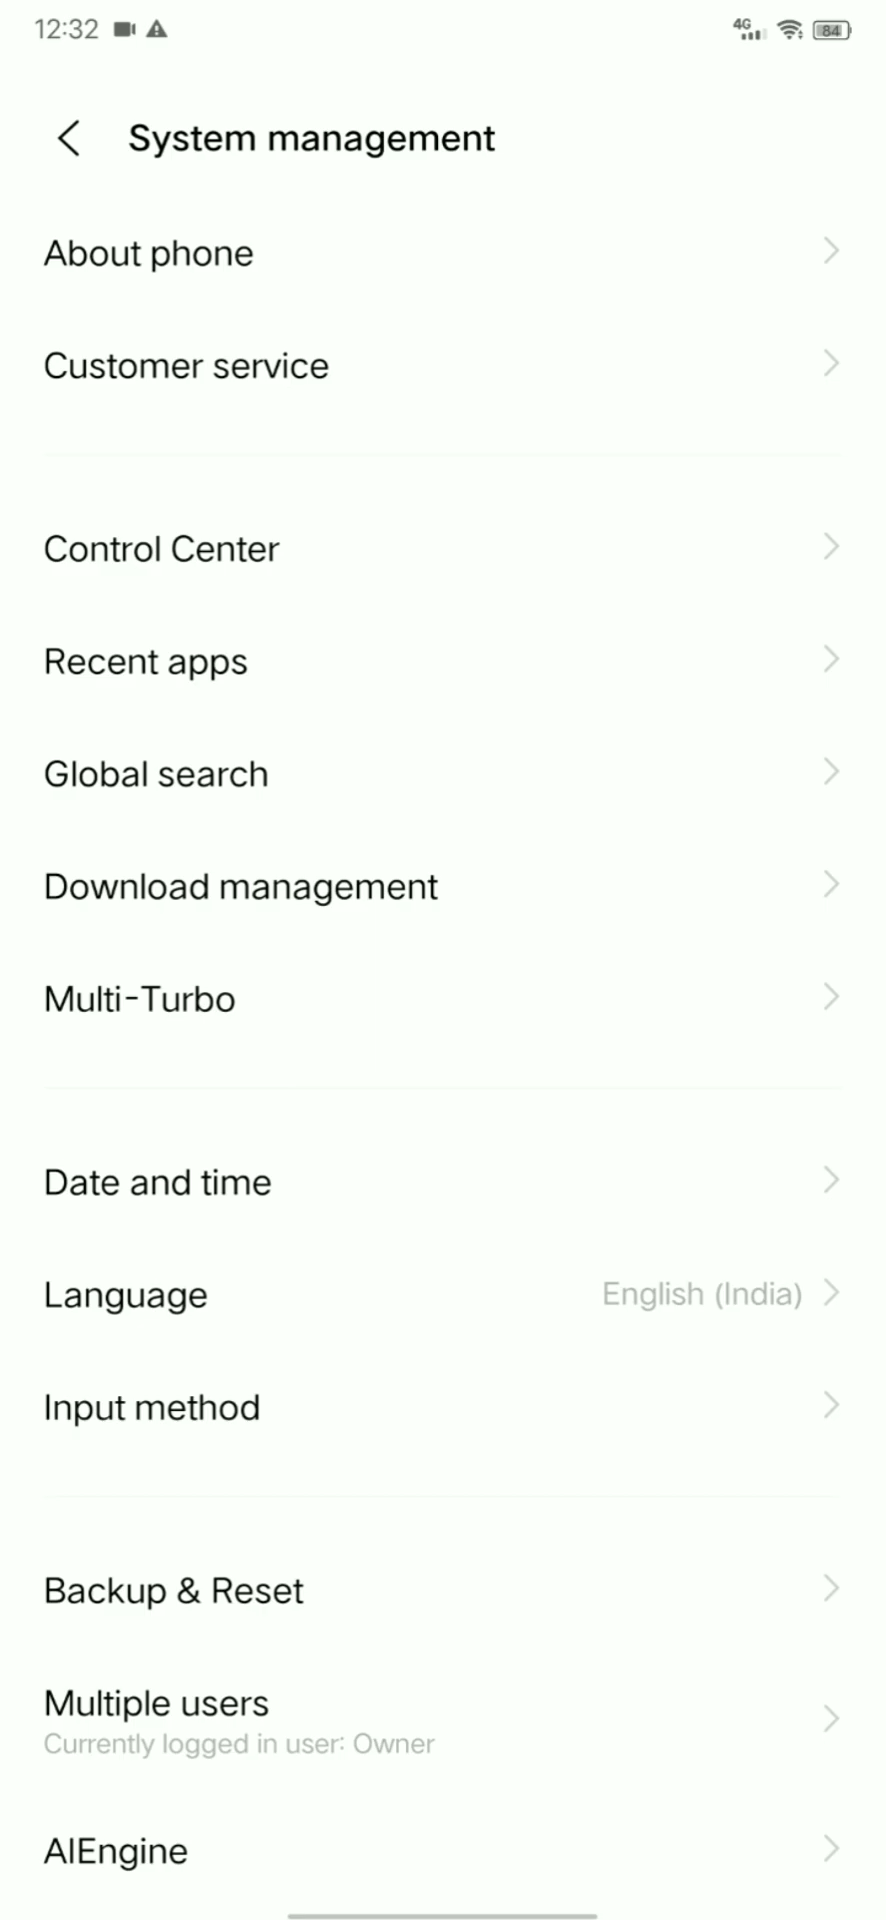 12:32
4G
84
System management
About phone
Customer service
Control Center
Recent apps
Global search
Download management
Multi-Turbo
Date and time
Language English (India)
Input method
Backup & Reset
Multiple users
Currently logged in user: Owner
AIEngine